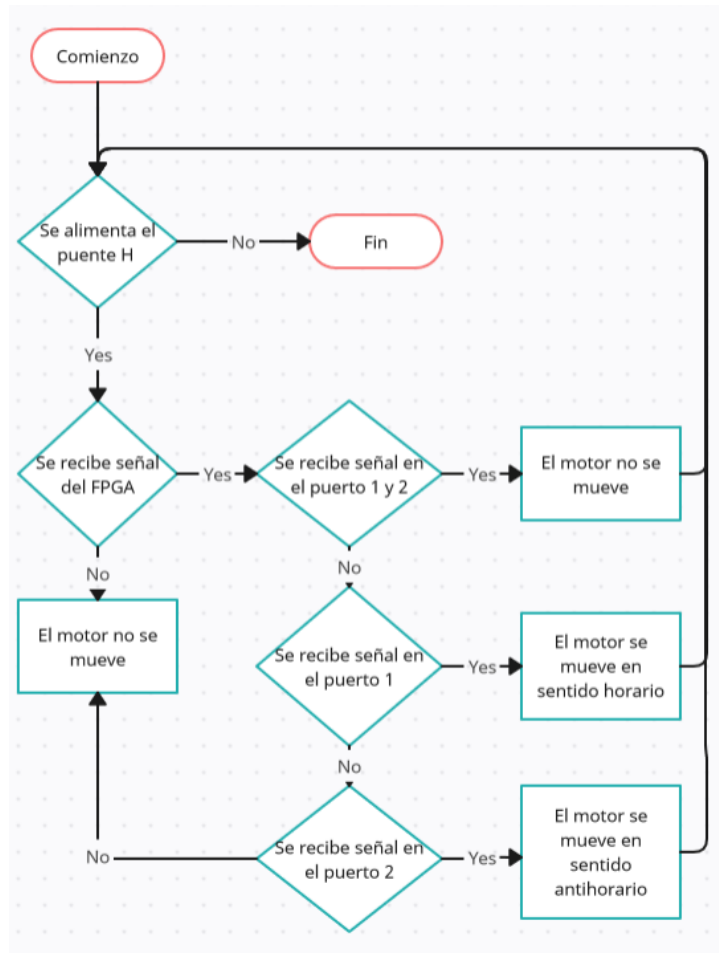 Comienzo
Se alimenta el
puente H
No
Fin
Yes
Se recibe señal
del FPGA
Yes
Se recibe señal en
el puerto 1 y 2
Yes
El motor no se
mueve
No
El motor no se
mueve
No
Se recibe señal en
el puerto 1
Yes
El motor se
mueve en
sentido horario
No
Se recibe señal en
el puerto 2
No
Yes
El motor se
mueve en
sentido
antihorario